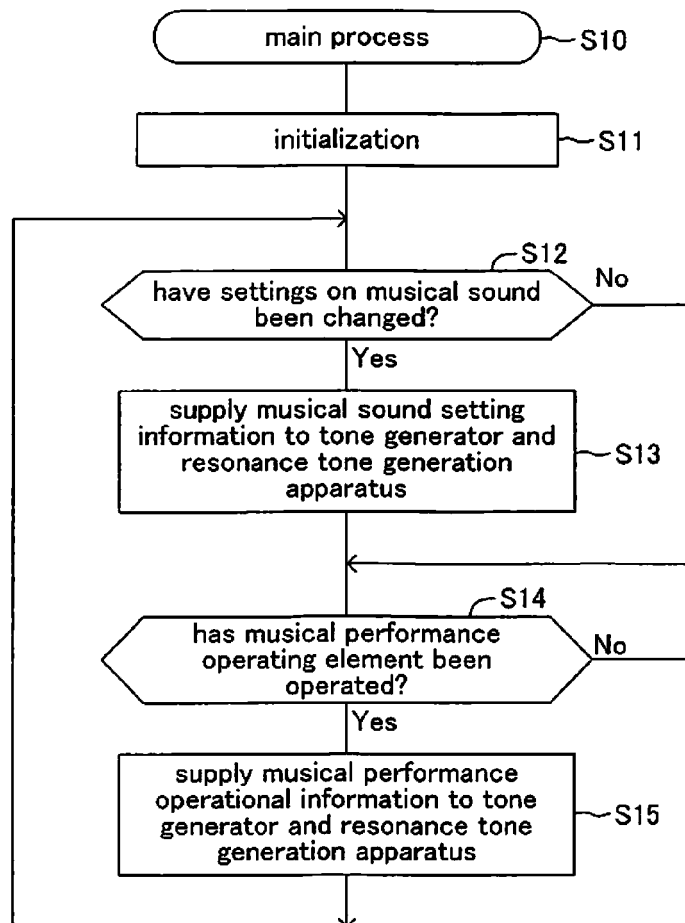 main process
S10
initialization
S11
S12
have settings on musical sound
been changed?
No
Yes
supply musical sound setting
information to tone generator and
resonance tone generation
apparatus
S13
S14
has musical performance
operating element been
operated?
No
Yes
supply musical performance
operational information to tone
generator and resonance tone
generation apparatus
S15